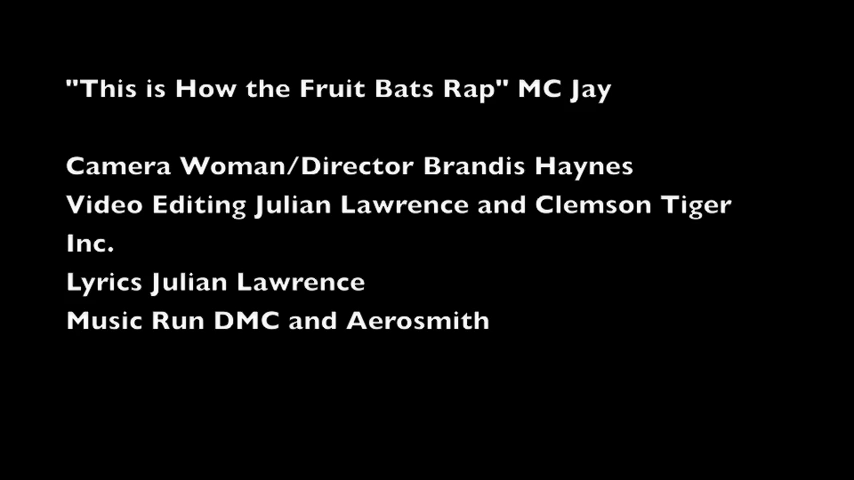 "This is How the Fruit Bats Rap" MC Jay
Camera Woman/Director Brandis Haynes
Video Editing Julian Lawrence and Clemson Tiger
Inc.
Lyrics Julian Lawrence
Music Run DMC and Aerosmith